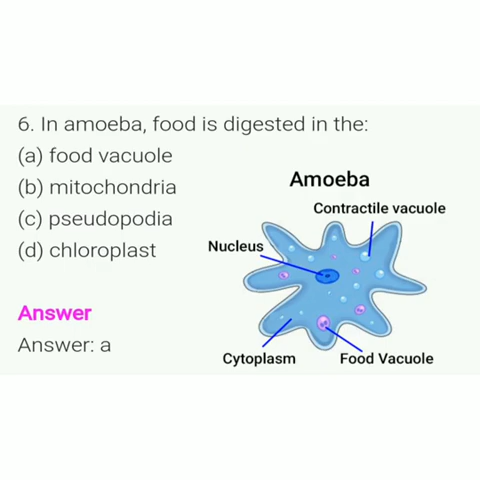 6. In amoeba, food is digested in the:
(a) food vacuole
(b) mitochondria
(c) pseudopodia
(d) chloroplast
Answer
Answer: a
Amoeba
Contractile vacuole
Nucleus
Cytoplasm
Food Vacuole